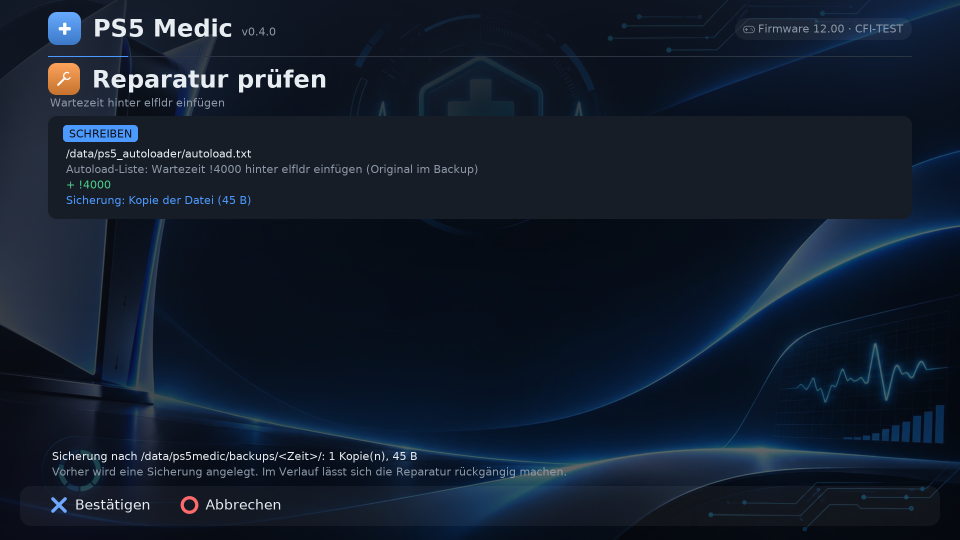 PS5 Medic v0.4.0
Firmware 12.00 · CFI-TEST
Reparatur prüfen
Wartezeit hinter elfldr einfügen
SCHREIBEN
/data/ps5_autoloader/autoload.txt
Autoload-Liste: Wartezeit !4000 hinter elfldr einfügen (Original im Backup)
+ !4000
Sicherung: Kopie der Datei (45 B)
Sicherung nach /data/ps5medic/backups/<Zeit>/: 1 Kopie(n), 45 B
Vorher wird eine Sicherung angelegt. Im Verlauf lässt sich die Reparatur rückgängig machen.
Bestätigen Abbrechen